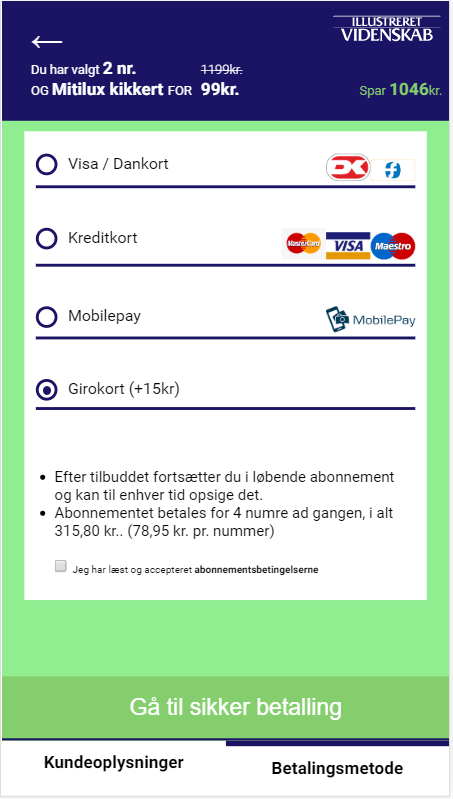 ILLUSTRERET
VIDENSKAB
Du har valgt 2 nr. 1199kr.
OG Mitilux kikkert FOR 99kr. Spar 1046kr.
Visa / Dankort
Kreditkort MasterCard VISA Maestro
Mobilepay MobilePay
Girokort (+15kr)
• Efter tilbuddet fortsætter du i løbende abonnement
og kan til enhver tid opsige det.
• Abonnementet betales for 4 numre ad gangen, i alt
315,80 kr.. (78,95 kr. pr. nummer)
Jeg har læst og accepteret abonnementsbetingelserne
Gå til sikker betalling
Kundeoplysninger
Betalingsmetode